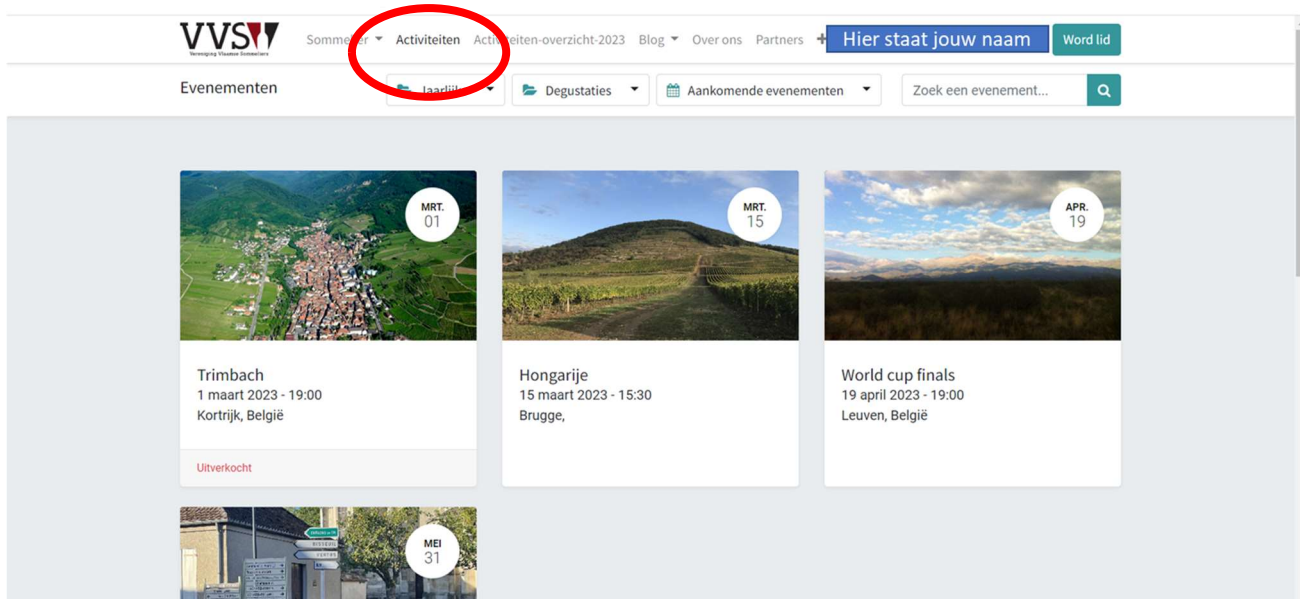 VVS
Vereniging Vlaamse Sommeliers
Sommelier Activiteiten Activiteiten-overzicht-2023 Blog Over ons Partners + Hier staat jouw naam Word lid
Evenementen Degustaties Aankomende evenementen Zoek een evenement...
MRT.
01
MRT.
15
APR.
19
Trimbach
1 maart 2023 - 19:00
Kortrijk, België
Uitverkocht
Hongarije
15 maart 2023 - 15:30
Brugge,
World cup finals
19 april 2023 - 19:00
Leuven, België
MEI
31